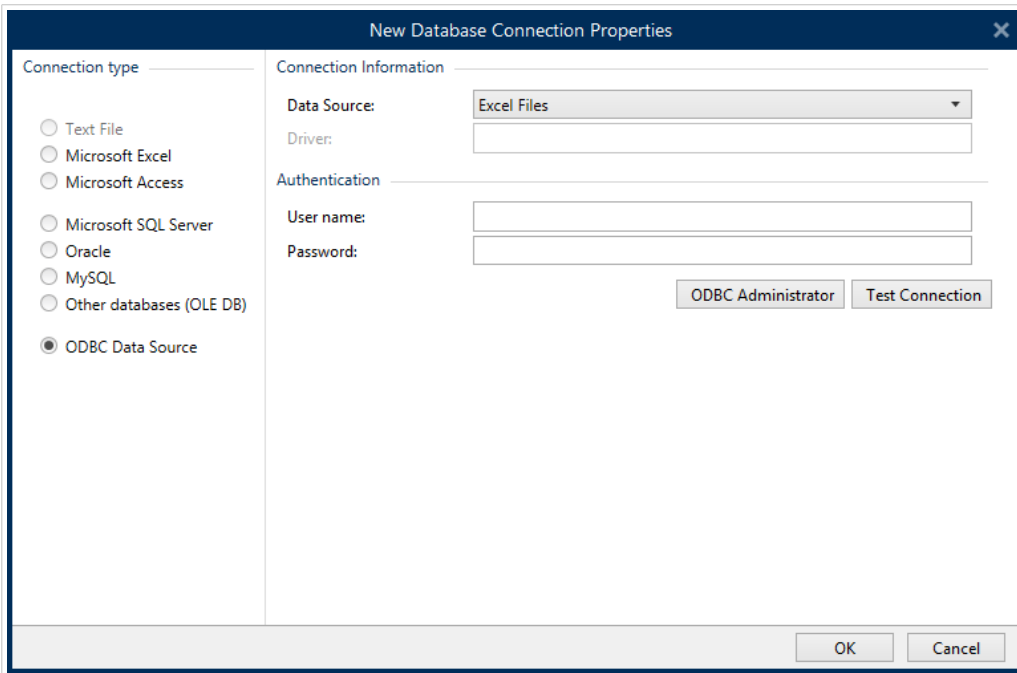 New Database Connection Properties
Connection type
Text File
Microsoft Excel
Microsoft Access
Microsoft SQL Server
Oracle
MySQL
Other databases (OLE DB)
ODBC Data Source
Connection Information
Data Source: Excel Files
Driver:
Authentication
User name:
Password:
ODBC Administrator Test Connection
OK Cancel